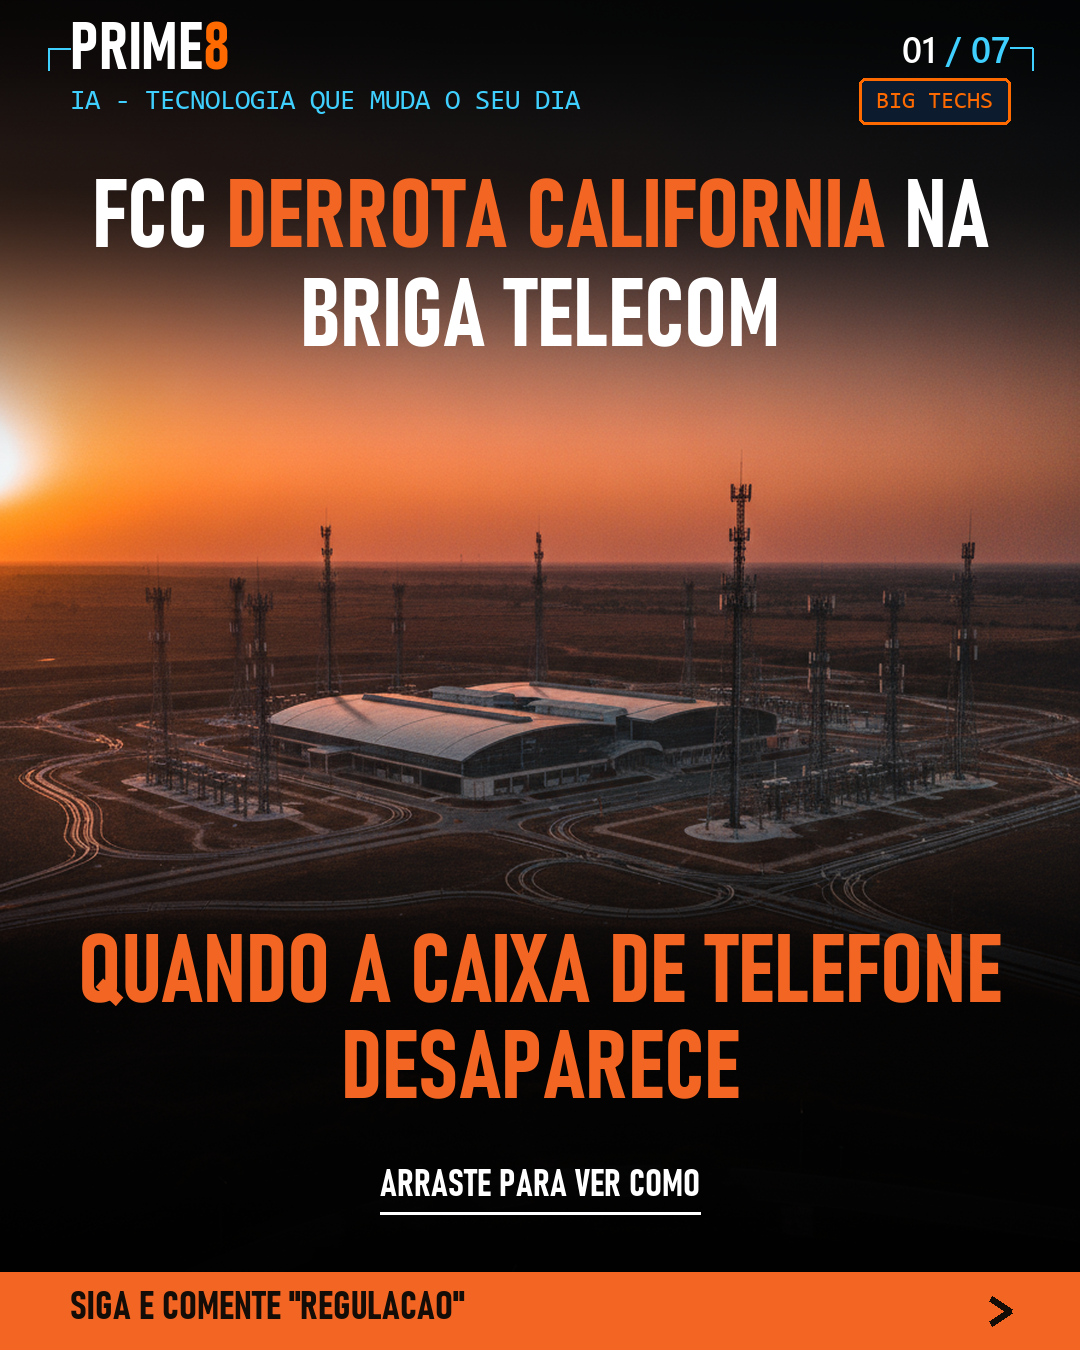 PRIME8
01 / 07
IA - TECNOLOGIA QUE MUDA O SEU DIA
BIG TECHS
FCC DERROTA CALIFORNIA NA
BRIGA TELECOM
QUANDO A CAIXA DE TELEFONE
DESAPARECE
ARRASTE PARA VER COMO
SIGA E COMENTE "REGULACAO"
>